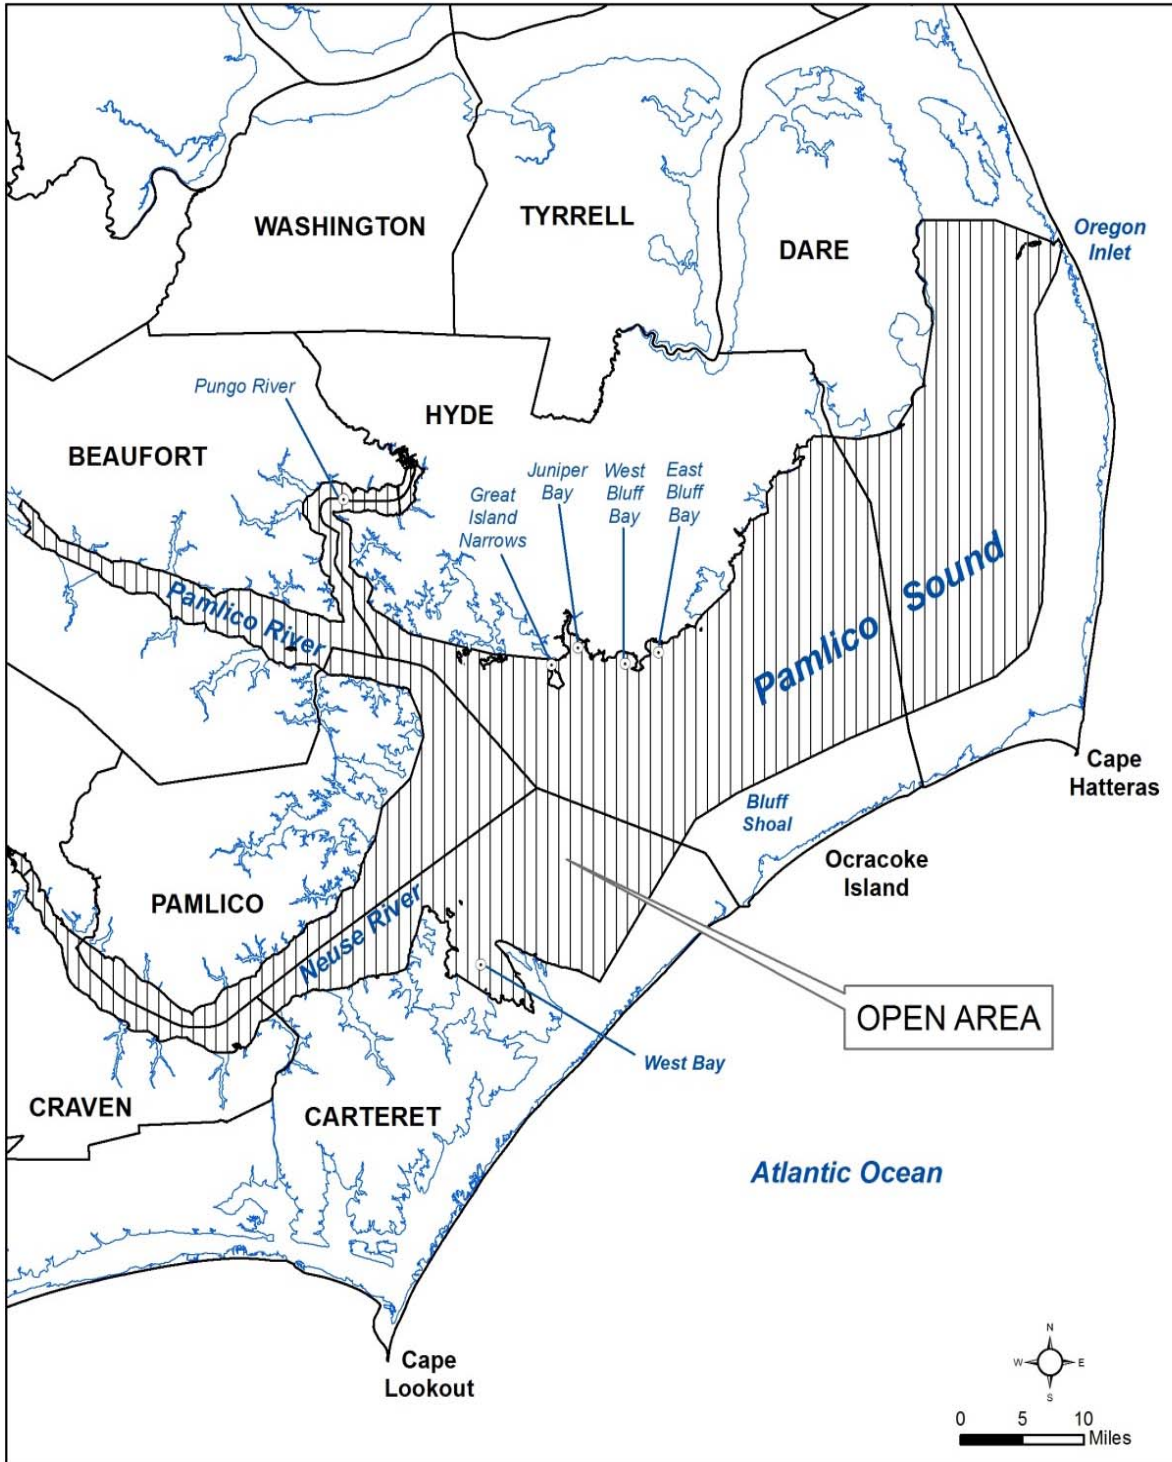 WASHINGTON
TYRRELL
DARE
Oregon
Inlet
Pungo River
HYDE
BEAUFORT
Great
Island
Narrows
Juniper
Bay
West
Bluff
Bay
East
Bluff
Bay
Pamlico River
Pamlico Sound
Cape
Hatteras
Bluff
Shoal
Ocracoke
Island
PAMLICO
Neuse River
OPEN AREA
West Bay
CRAVEN
CARTERET
Atlantic Ocean
Cape
Lookout
N
W E
S
0 5 10
Miles